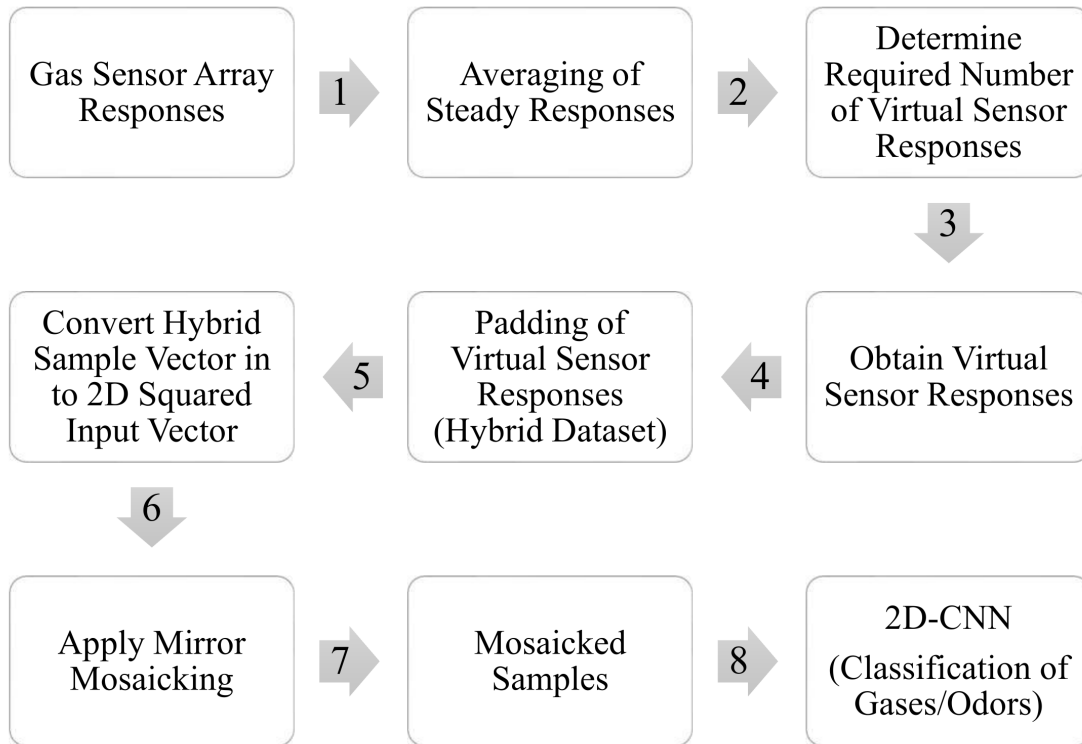 Gas Sensor Array
Responses
1
Averaging of
Steady Responses
2
Determine
Required Number
of Virtual Sensor
Responses
3
Obtain Virtual
Sensor Responses
4
Padding of
Virtual Sensor
Responses
(Hybrid Dataset)
5
Convert Hybrid
Sample Vector in
to 2D Squared
Input Vector
6
Apply Mirror
Mosaicking
7
Mosaicked
Samples
8
2D-CNN
(Classification of
Gases/Odors)